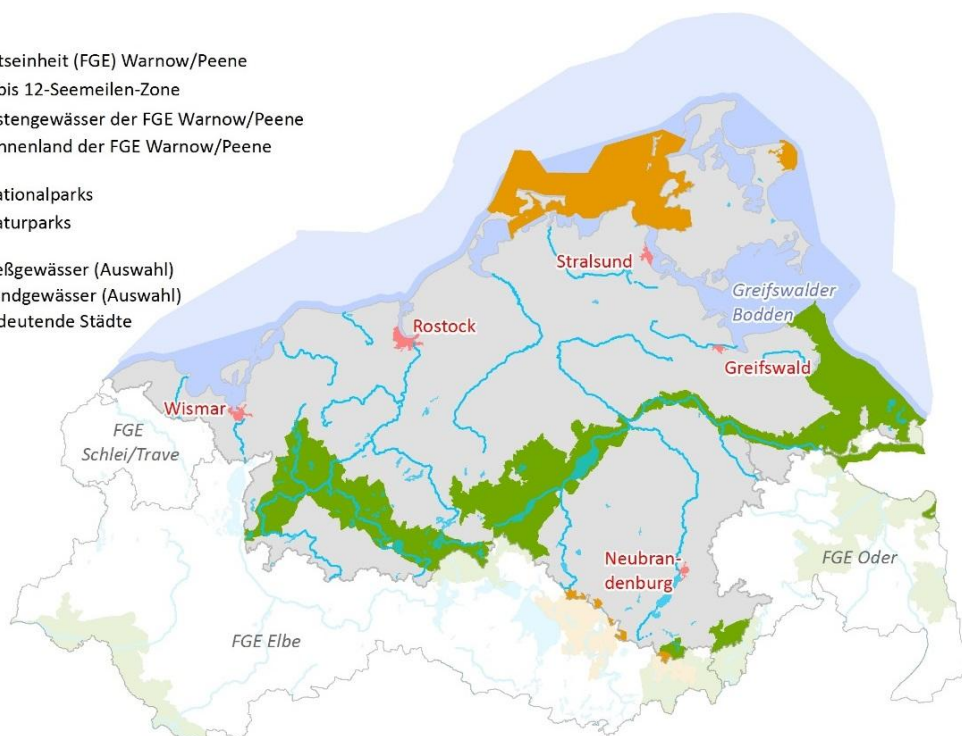 tseinheit (FGE) Warnow/Peene
bis 12-Seemeilen-Zone
stengewässer der FGE Warnow/Peene
nnenland der FGE Warnow/Peene
ationalparks
aturparks
eßgewässer (Auswahl)
ndgewässer (Auswahl)
deutende Städte
Stralsund
Greifswalder
Bodden
Rostock
Greifswald
Wismar
FGE
Schlei/Trave
Neubran-
denburg
FGE Oder
FGE Elbe